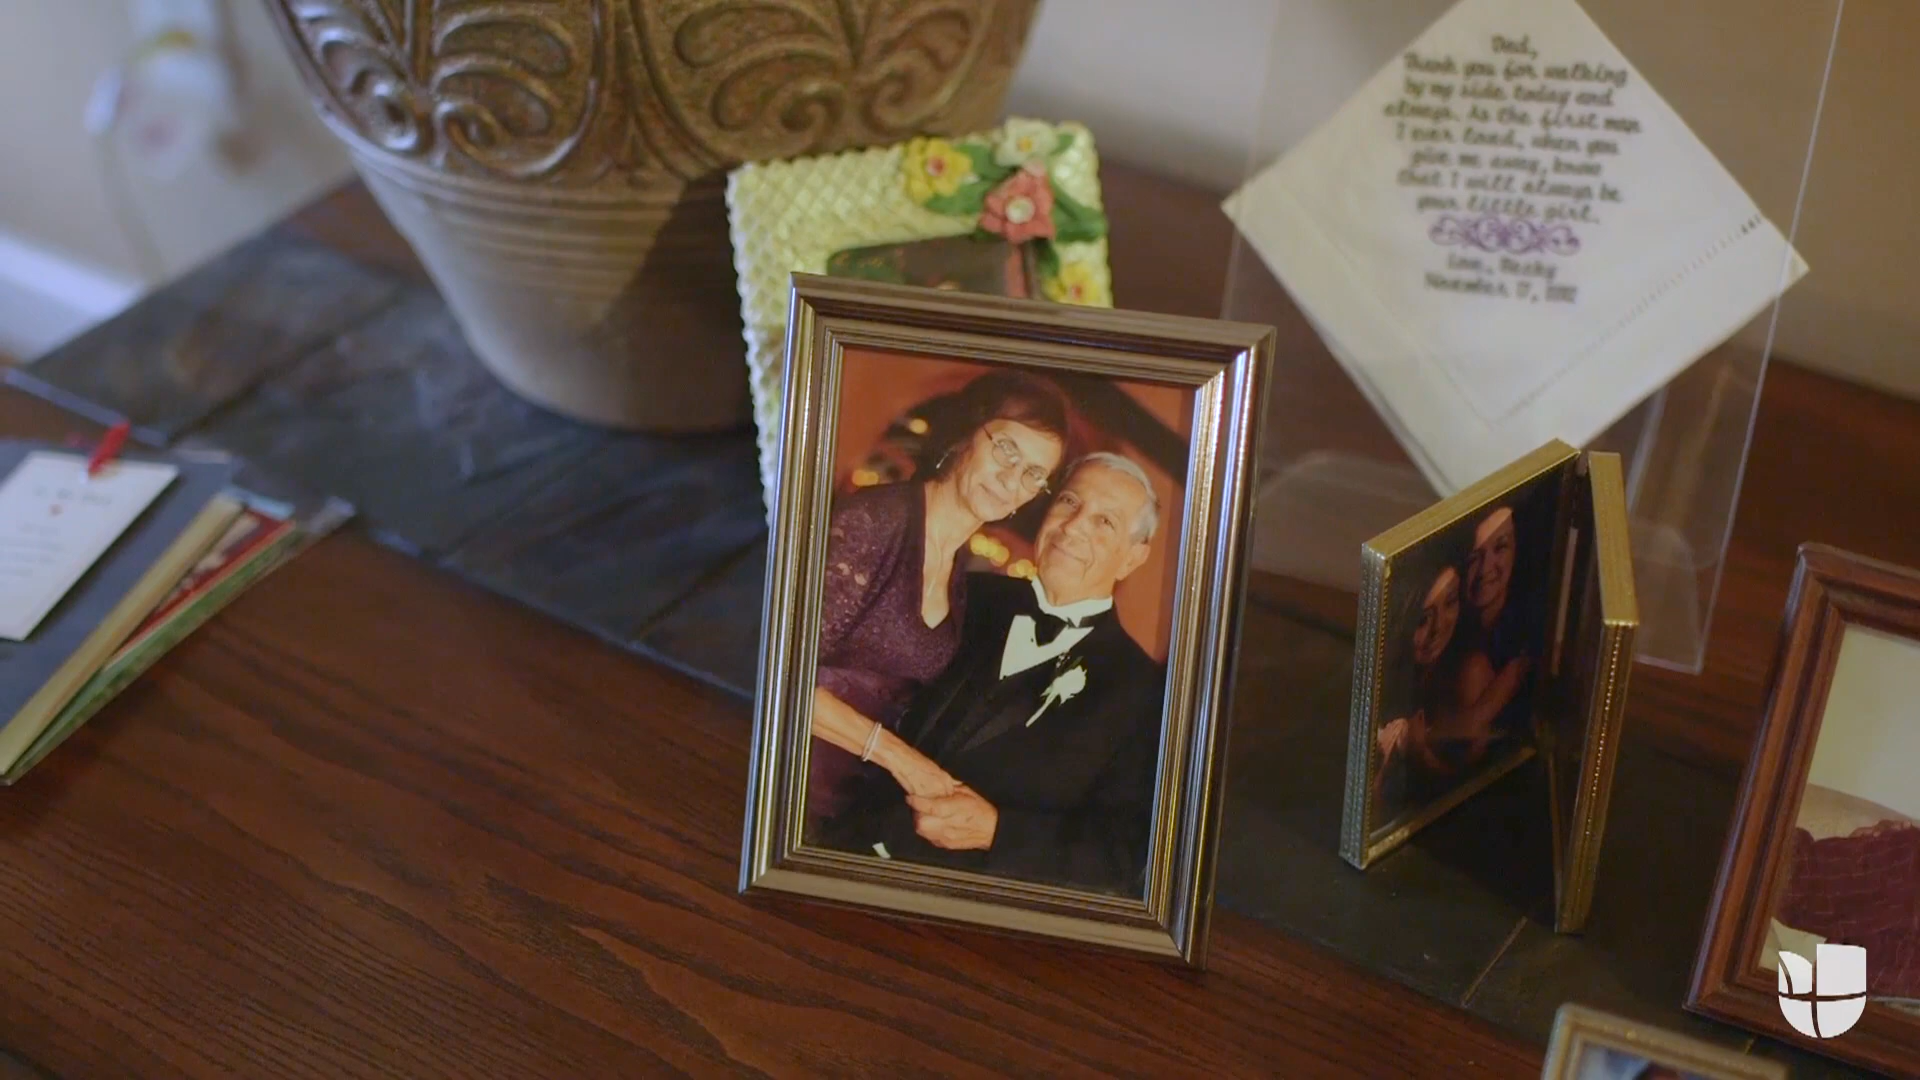 Dad,
Thank you for walking
by my side today and
always. As the first man
I ever loved, when you
give me away, know
that I will always be
your little girl.
Love, Becky
November 17, 2012